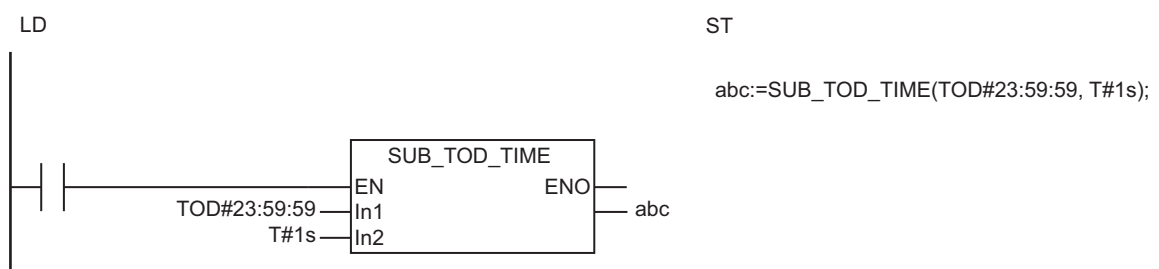 LD
ST
abc:=SUB_TOD_TIME(TOD#23:59:59, T#1s);
SUB_TOD_TIME
EN ENO
TOD#23:59:59 In1 abc
T#1s In2